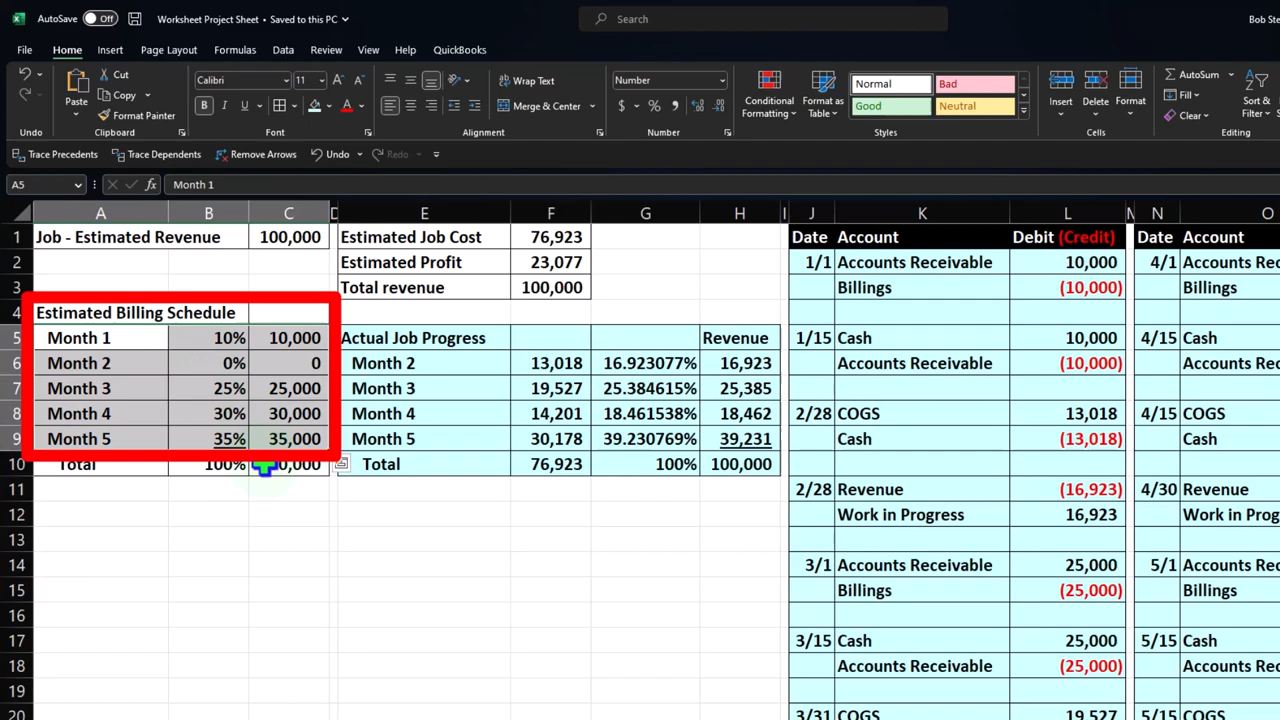 AutoSave Off Worksheet Project Sheet • Saved to this PC Search Bob Ste
File Home Insert Page Layout Formulas Data Review View Help QuickBooks
Cut Calibri 11 Wrap Text Number Normal Bad AutoSum
Paste Copy Merge & Center Conditional Formatting Format as Table Good Neutral Insert Delete Format Fill Sort & Filter
Format Painter Clear
Undo Clipboard Font Alignment Number Styles Cells Editing
Trace Precedents Trace Dependents Remove Arrows Undo Redo
A5 fx Month 1
A B C D E F G H I J K L M N O
1 Job - Estimated Revenue 100,000 Estimated Job Cost 76,923 Date Account Debit (Credit) Date Account
2 Estimated Profit 23,077 1/1 Accounts Receivable 10,000 4/1 Accounts Rece
3 Total revenue 100,000 Billings (10,000) Billings
4 Estimated Billing Schedule
5 Month 1 10% 10,000 Actual Job Progress Revenue 1/15 Cash 10,000 4/15 Cash
6 Month 2 0% 0 Month 2 13,018 16.923077% 16,923 Accounts Receivable (10,000) Accounts Rece
7 Month 3 25% 25,000 Month 3 19,527 25.384615% 25,385
8 Month 4 30% 30,000 Month 4 14,201 18.461538% 18,462 2/28 COGS 13,018 4/15 COGS
9 Month 5 35% 35,000 Month 5 30,178 39.230769% 39,231 Cash (13,018) Cash
10 Total 100% 0,000 Total 76,923 100% 100,000
11 2/28 Revenue (16,923) 4/30 Revenue
12 Work in Progress 16,923 Work in Prog
13
14 3/1 Accounts Receivable 25,000 5/1 Accounts Rece
15 Billings (25,000) Billings
16
17 3/15 Cash 25,000 5/15 Cash
18 Accounts Receivable (25,000) Accounts Rece
19
20 3/31 COGS 19,527 5/15 COGS